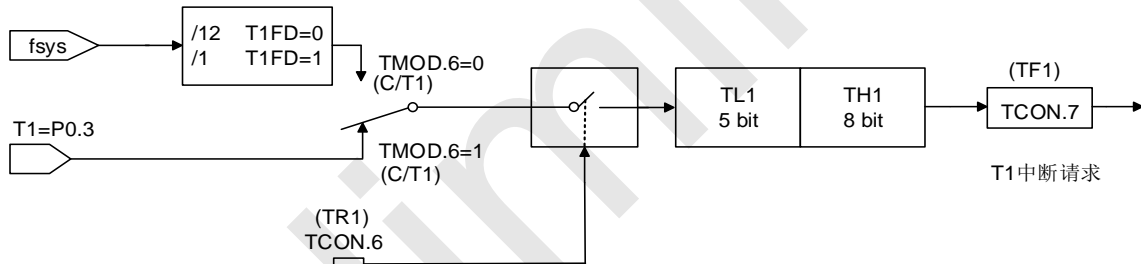 fsys
/12 T1FD=0
/1 T1FD=1
TMOD.6=0
(C/T1)
T1=P0.3
TMOD.6=1
(C/T1)
(TR1)
TCON.6
TL1
5 bit
TH1
8 bit
(TF1)
TCON.7
T1中断请求